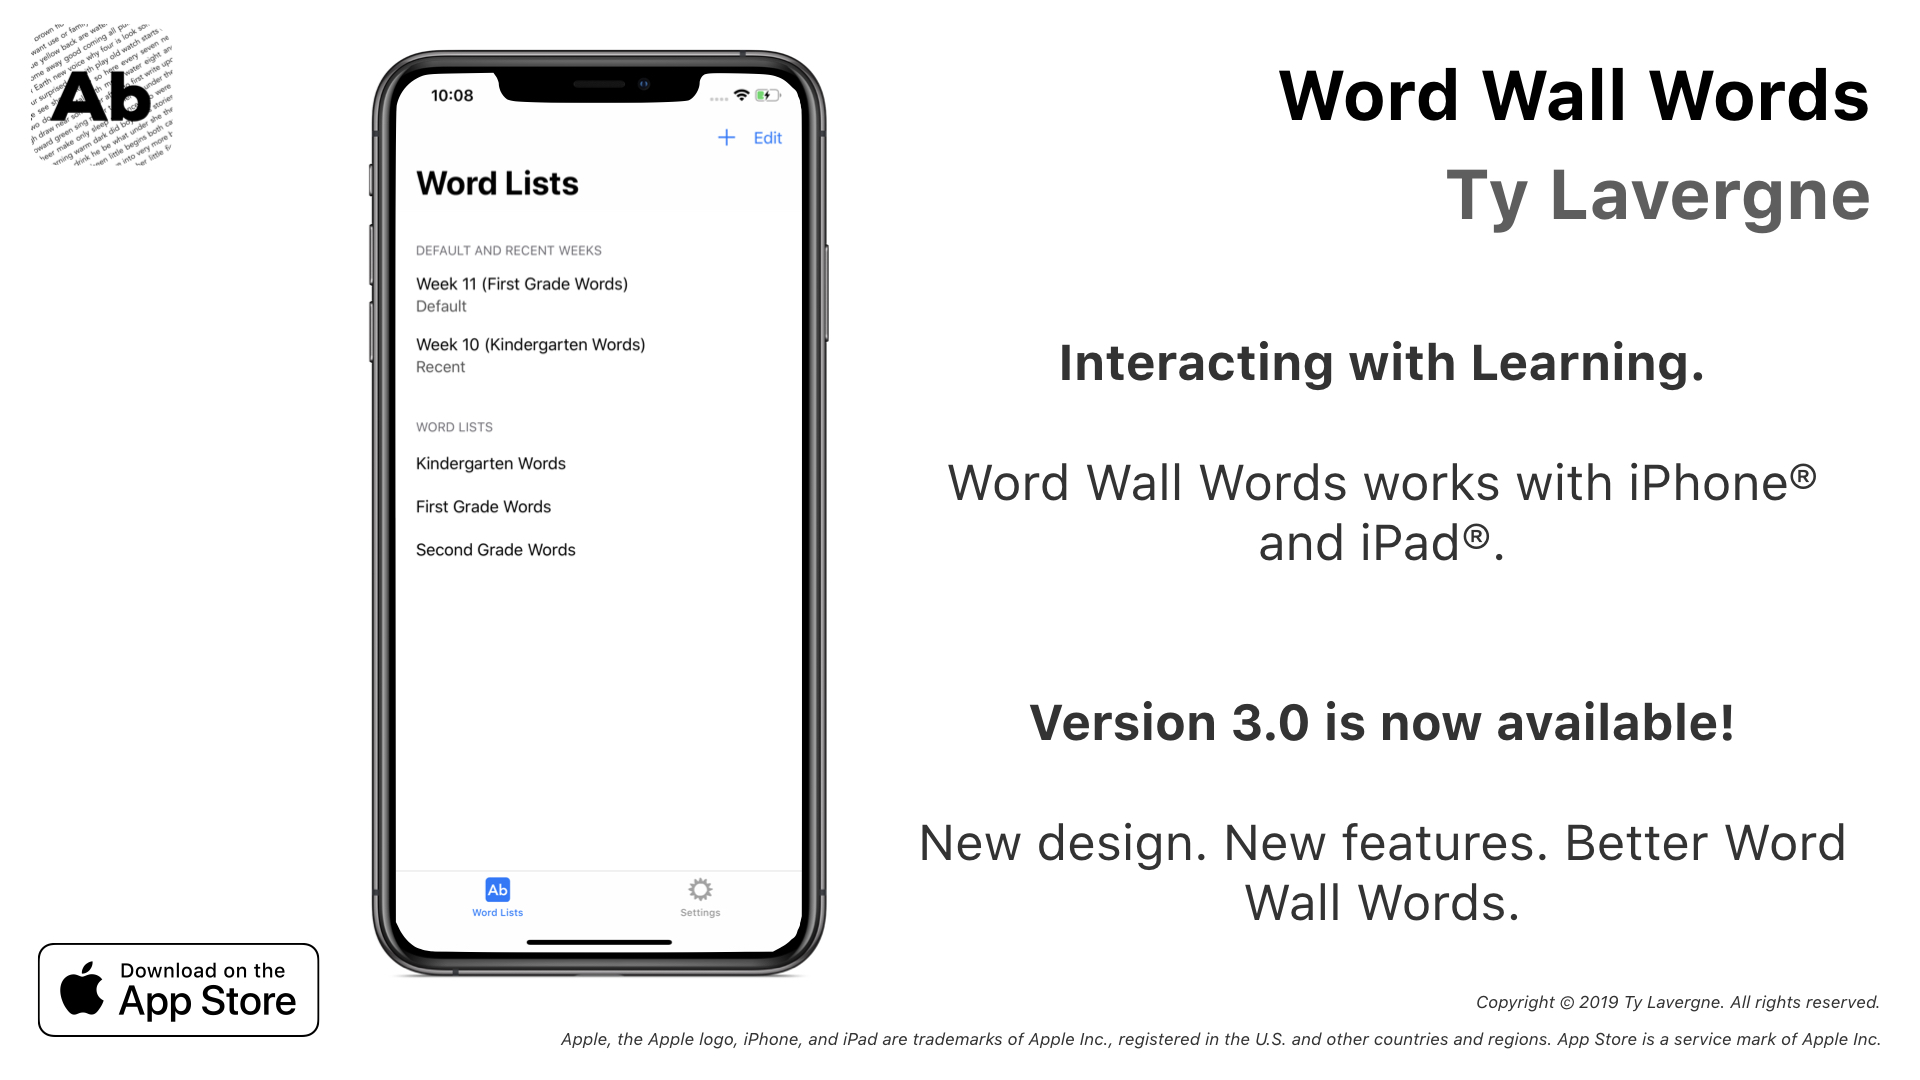 Ab
10:08
Edit
Word Lists
DEFAULT AND RECENT WEEKS
Week 11 (First Grade Words)
Default
Week 10 (Kindergarten Words)
Recent
WORD LISTS
Kindergarten Words
First Grade Words
Second Grade Words
Ab
Word Lists
Settings
Word Wall Words
Ty Lavergne
Interacting with Learning.
Word Wall Words works with iPhone®
and iPad®.
Version 3.0 is now available!
New design. New features. Better Word
Wall Words.
Download on the
App Store
Copyright © 2019 Ty Lavergne. All rights reserved.
Apple, the Apple logo, iPhone, and iPad are trademarks of Apple Inc., registered in the U.S. and other countries and regions. App Store is a service mark of Apple Inc.